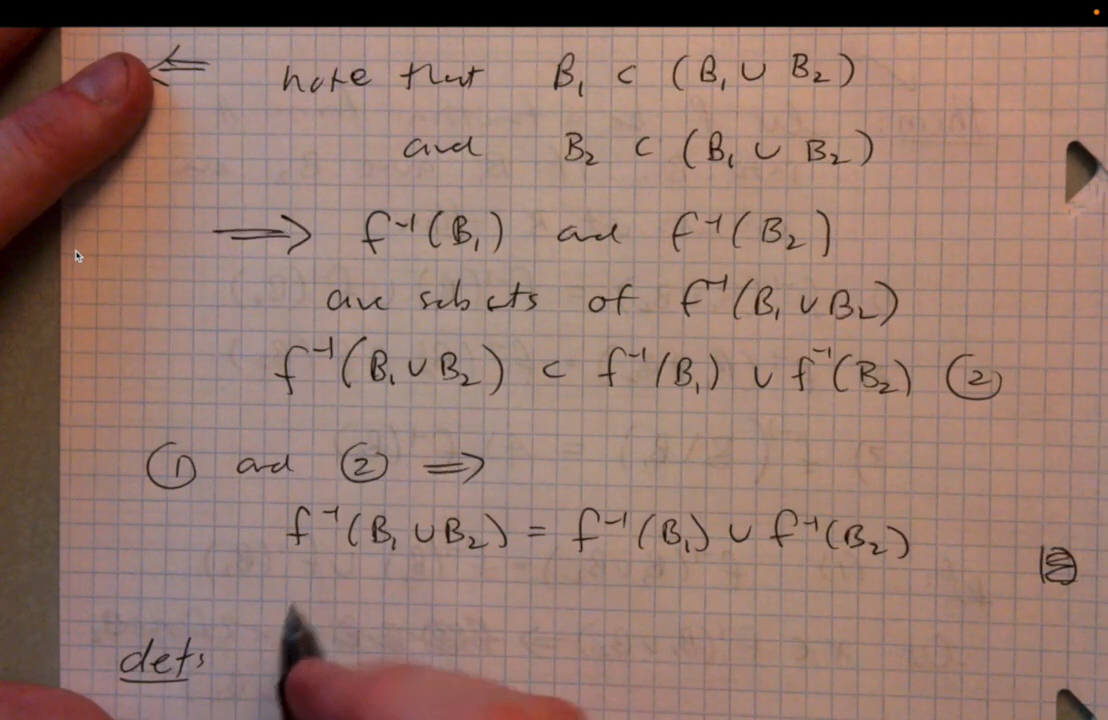 ⇐ note that B₁ ⊂ (B₁ ∪ B₂)
and B₂ ⊂ (B₁ ∪ B₂)
⟹ f⁻¹(B₁) and f⁻¹(B₂)
are subsets of f⁻¹(B₁ ∪ B₂)
f⁻¹(B₁ ∪ B₂) ⊂ f⁻¹(B₁) ∪ f⁻¹(B₂) ②
① and ② ⟹
f⁻¹(B₁ ∪ B₂) = f⁻¹(B₁) ∪ f⁻¹(B₂)
defs